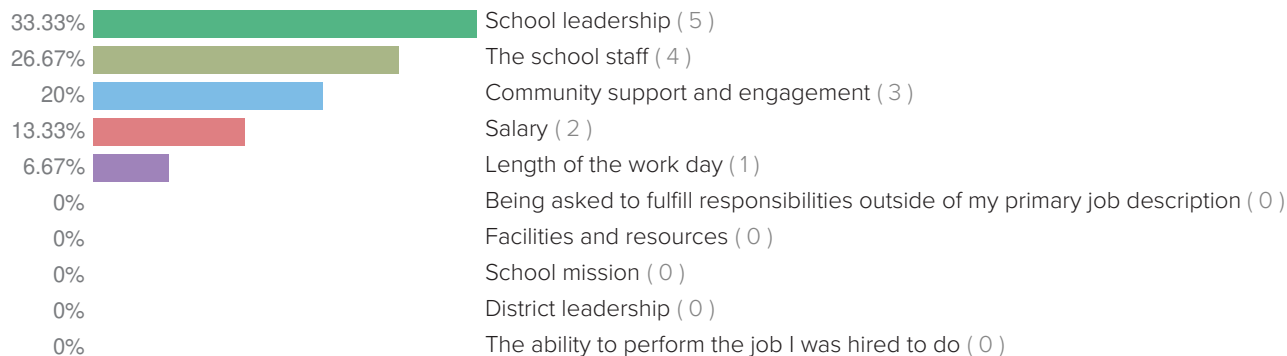 33.33% School leadership ( 5 )
26.67% The school staff ( 4 )
20% Community support and engagement ( 3 )
13.33% Salary ( 2 )
6.67% Length of the work day ( 1 )
0% Being asked to fulfill responsibilities outside of my primary job description ( 0 )
0% Facilities and resources ( 0 )
0% School mission ( 0 )
0% District leadership ( 0 )
0% The ability to perform the job I was hired to do ( 0 )